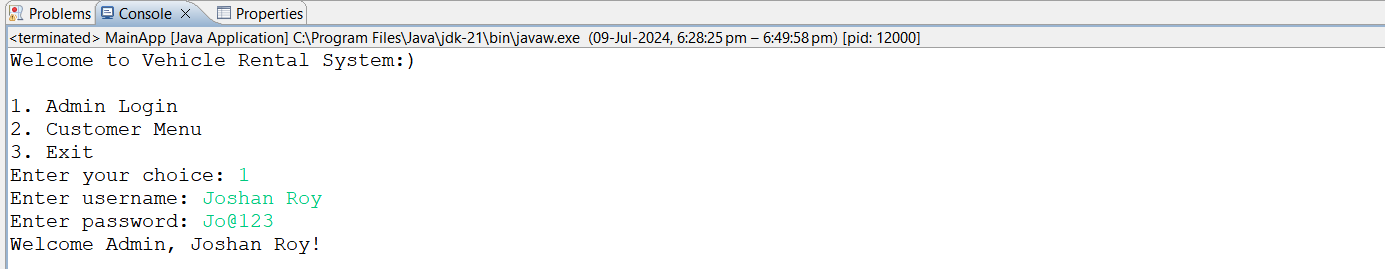 Problems Console Properties
<terminated> MainApp [Java Application] C:\Program Files\Java\jdk-21\bin\javaw.exe (09-Jul-2024, 6:28:25 pm – 6:49:58 pm) [pid: 12000]
Welcome to Vehicle Rental System:)
1. Admin Login
2. Customer Menu
3. Exit
Enter your choice: 1
Enter username: Joshan Roy
Enter password: Jo@123
Welcome Admin, Joshan Roy!